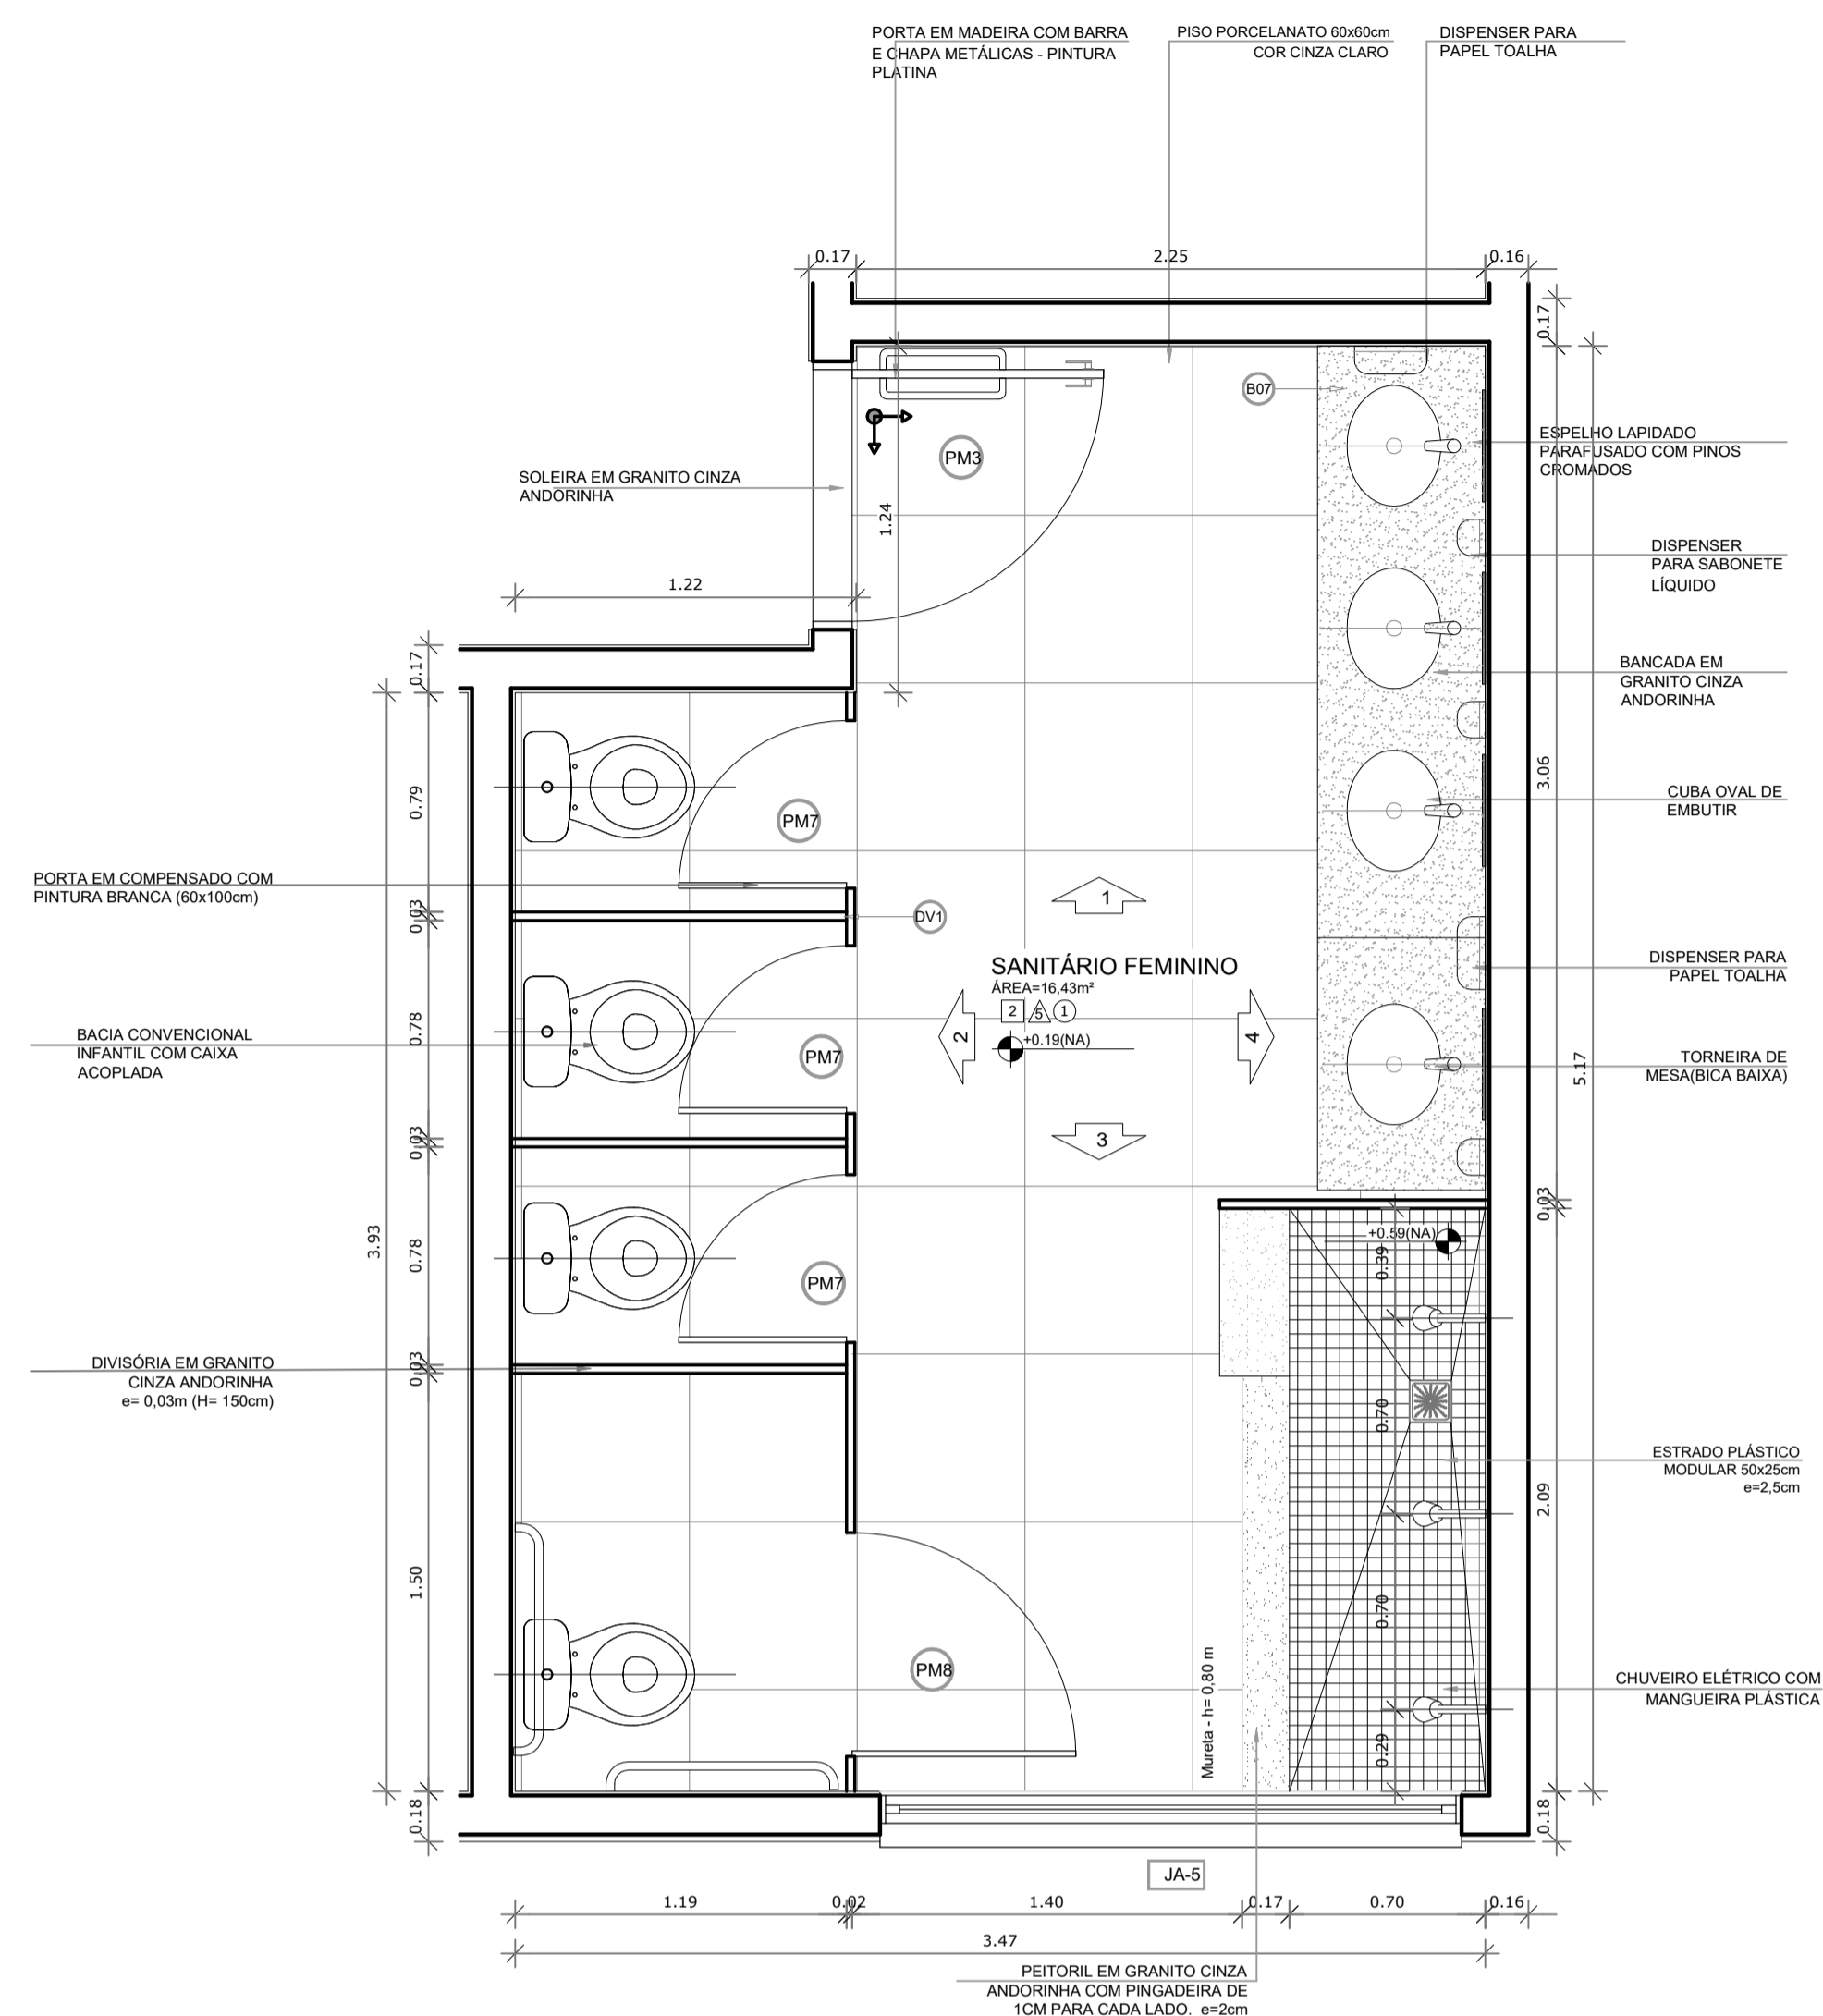 PORTA EM MADEIRA COM BARRA
E CHAPA METÁLICAS - PINTURA
PLATINA
PISO PORCELANATO 60x60cm
COR CINZA CLARO
DISPENSER PARA
PAPEL TOALHA
0.17
2.25
0.16
0.17
B07
PM3
ESPELHO LAPIDADO
PARAFUSADO COM PINOS
CROMADOS
SOLEIRA EM GRANITO CINZA
ANDORINHA
1.24
DISPENSER
PARA SABONETE
LÍQUIDO
1.22
0.17
BANCADA EM
GRANITO CINZA
ANDORINHA
3.06
0.79
PM7
CUBA OVAL DE
EMBUTIR
PORTA EM COMPENSADO COM
PINTURA BRANCA (60x100cm)
0.03
DV1
1
SANITÁRIO FEMININO
ÁREA=16,43m²
2 5 1
+0.19(NA)
2
4
3
DISPENSER PARA
PAPEL TOALHA
BACIA CONVENCIONAL
INFANTIL COM CAIXA
ACOPLADA
0.78
PM7
TORNEIRA DE
MESA(BICA BAIXA)
5.17
0.03
0.03
3.93
0.78
PM7
+0.59(NA)
0.39
DIVISÓRIA EM GRANITO
CINZA ANDORINHA
e= 0,03m (H= 150cm)
0.03
0.70
ESTRADO PLÁSTICO
MODULAR 50x25cm
e=2,5cm
2.09
1.50
0.70
PM8
Mureta - h= 0,80 m
CHUVEIRO ELÉTRICO COM
MANGUEIRA PLÁSTICA
0.29
0.18
0.18
JA-5
1.19
0.02
1.40
0.17
0.70
0.16
3.47
PEITORIL EM GRANITO CINZA
ANDORINHA COM PINGADEIRA DE
1CM PARA CADA LADO. e=2cm